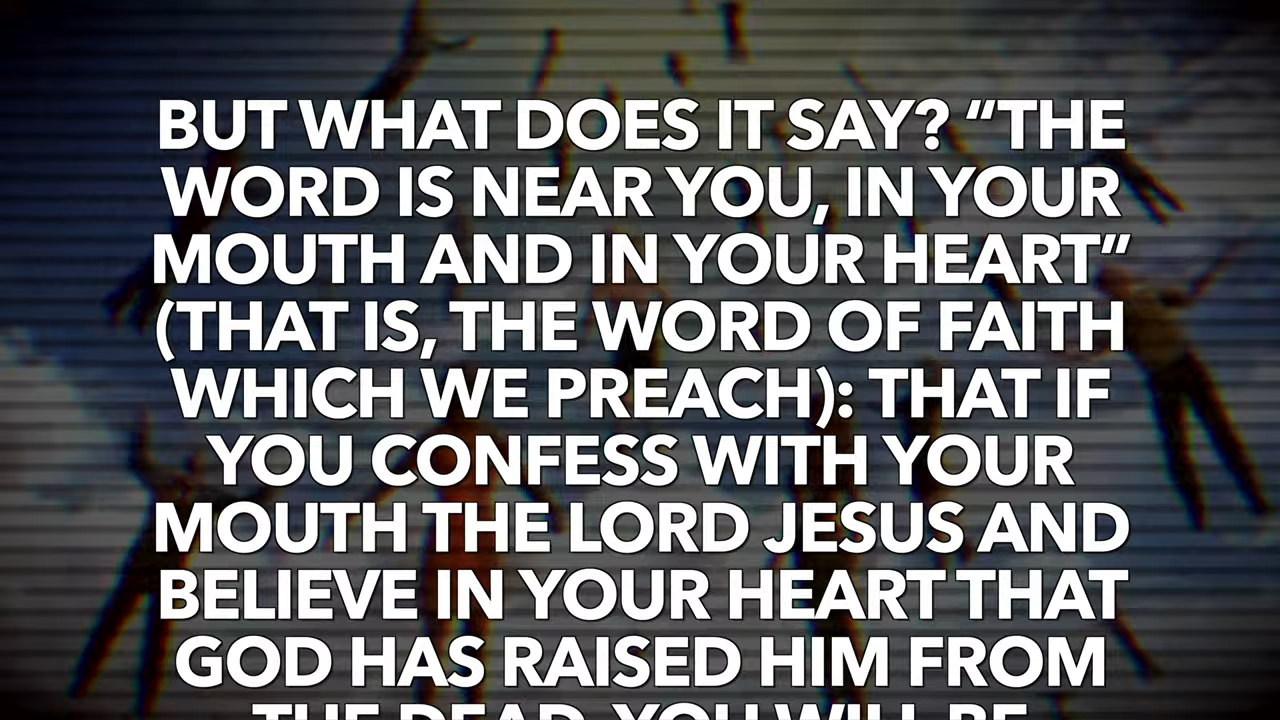 BUT WHAT DOES IT SAY? “THE
WORD IS NEAR YOU, IN YOUR
MOUTH AND IN YOUR HEART”
(THAT IS, THE WORD OF FAITH
WHICH WE PREACH): THAT IF
YOU CONFESS WITH YOUR
MOUTH THE LORD JESUS AND
BELIEVE IN YOUR HEART THAT
GOD HAS RAISED HIM FROM
THE DEAD, YOU WILL BE